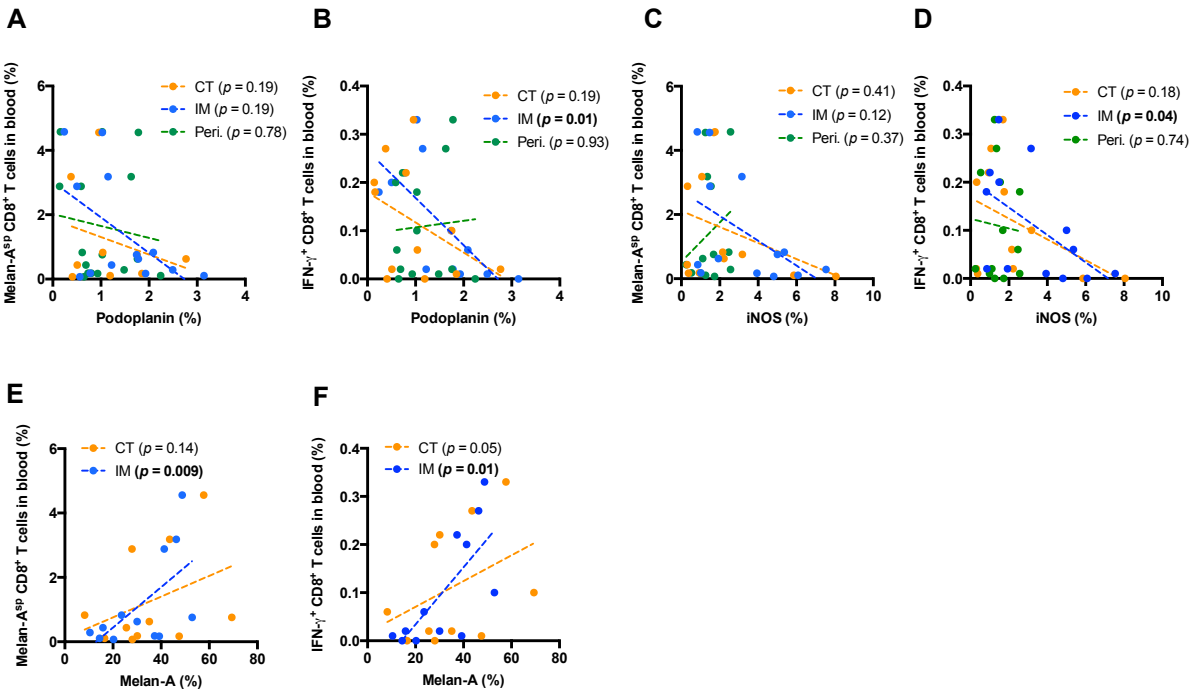 A
B
C
D
Melan-Aˢᵖ CD8⁺ T cells in blood (%)
6
4
2
0
CT (p = 0.19)
IM (p = 0.19)
Peri. (p = 0.78)
0 1 2 3 4
Podoplanin (%)
IFN-γ⁺ CD8⁺ T cells in blood (%)
0.4
0.3
0.2
0.1
0.0
CT (p = 0.19)
IM (p = 0.01)
Peri. (p = 0.93)
0 1 2 3 4
Podoplanin (%)
Melan-Aˢᵖ CD8⁺ T cells in blood (%)
6
4
2
0
CT (p = 0.41)
IM (p = 0.12)
Peri. (p = 0.37)
0 2 4 6 8 10
iNOS (%)
IFN-γ⁺ CD8⁺ T cells in blood (%)
0.4
0.3
0.2
0.1
0.0
CT (p = 0.18)
IM (p = 0.04)
Peri. (p = 0.74)
0 2 4 6 8 10
iNOS (%)
E
F
Melan-Aˢᵖ CD8⁺ T cells in blood (%)
6
4
2
0
CT (p = 0.14)
IM (p = 0.009)
0 20 40 60 80
Melan-A (%)
IFN-γ⁺ CD8⁺ T cells in blood (%)
0.4
0.3
0.2
0.1
0.0
CT (p = 0.05)
IM (p = 0.01)
0 20 40 60 80
Melan-A (%)